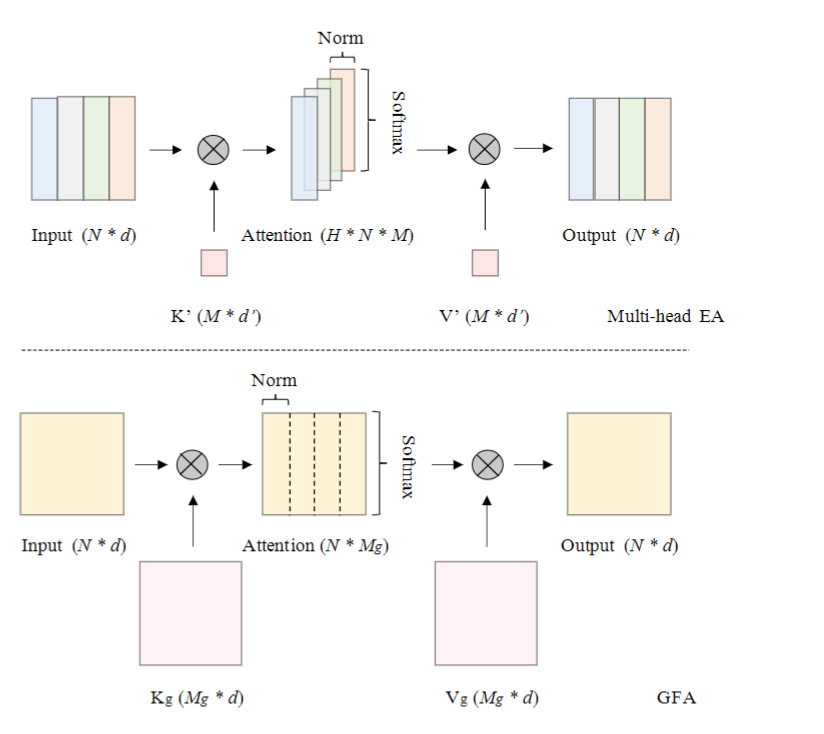 Norm
Softmax
Input (N * d)
Attention (H * N * M)
Output (N * d)
K’ (M * d’)
V’ (M * d’)
Multi-head EA
Norm
Softmax
Input (N * d)
Attention (N * Mg)
Output (N * d)
Kg (Mg * d)
Vg (Mg * d)
GFA